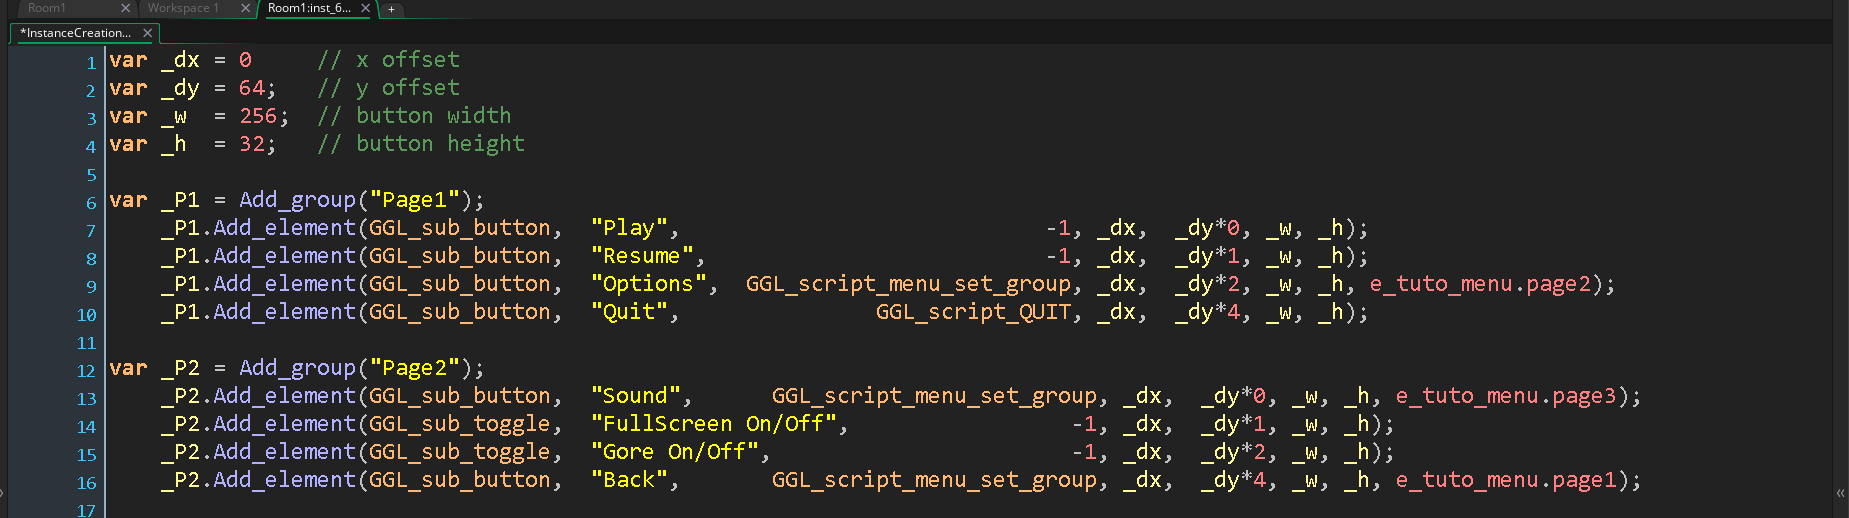 Room1 × Workspace 1 × Room1:inst_6... × +
*InstanceCreation... ×
1 var _dx = 0 // x offset
2 var _dy = 64; // y offset
3 var _w = 256; // button width
4 var _h = 32; // button height
5
6 var _P1 = Add_group("Page1");
7 _P1.Add_element(GGL_sub_button, "Play", -1, _dx, _dy*0, _w, _h);
8 _P1.Add_element(GGL_sub_button, "Resume", -1, _dx, _dy*1, _w, _h);
9 _P1.Add_element(GGL_sub_button, "Options", GGL_script_menu_set_group, _dx, _dy*2, _w, _h, e_tuto_menu.page2);
10 _P1.Add_element(GGL_sub_button, "Quit", GGL_script_QUIT, _dx, _dy*4, _w, _h);
11
12 var _P2 = Add_group("Page2");
13 _P2.Add_element(GGL_sub_button, "Sound", GGL_script_menu_set_group, _dx, _dy*0, _w, _h, e_tuto_menu.page3);
14 _P2.Add_element(GGL_sub_toggle, "FullScreen On/Off", -1, _dx, _dy*1, _w, _h);
15 _P2.Add_element(GGL_sub_toggle, "Gore On/Off", -1, _dx, _dy*2, _w, _h);
16 _P2.Add_element(GGL_sub_button, "Back", GGL_script_menu_set_group, _dx, _dy*4, _w, _h, e_tuto_menu.page1);
17